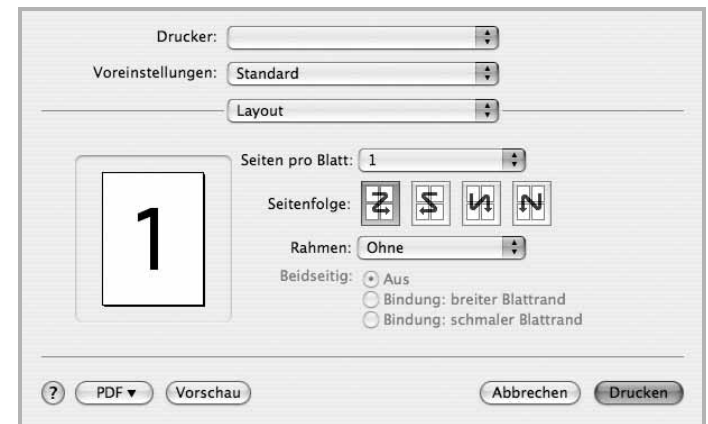 Drucker:
Voreinstellungen: Standard
Layout
Seiten pro Blatt: 1
Seitenfolge:
1
Rahmen: Ohne
Beidseitig: Aus
Bindung: breiter Blattrand
Bindung: schmaler Blattrand
? PDF▼ Vorschau Abbrechen Drucken